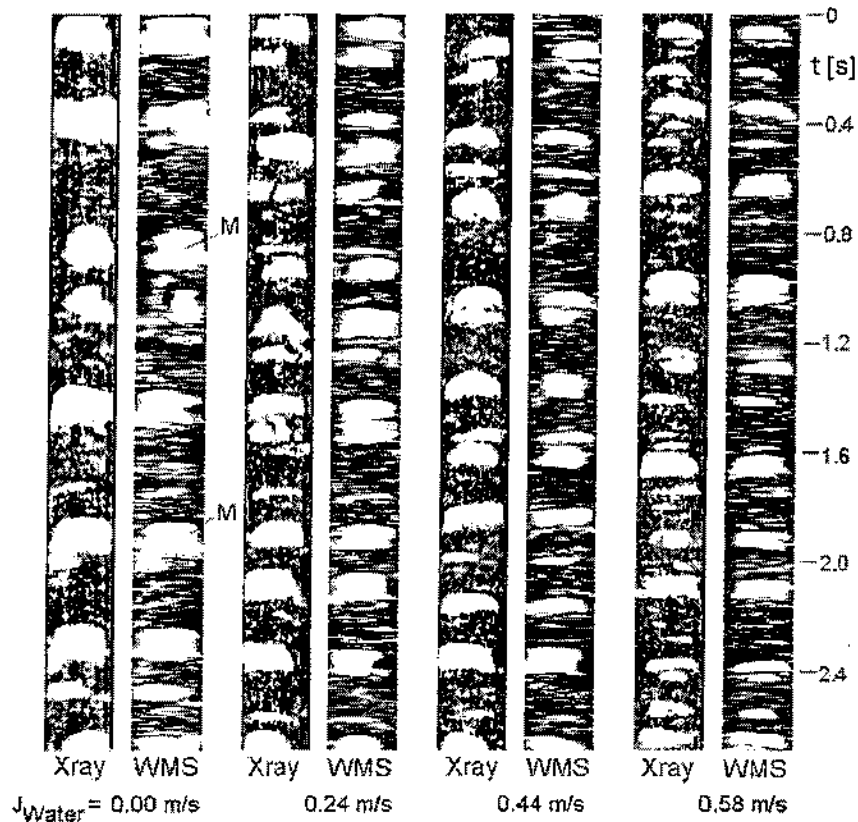 0
t [s]
0.4
M
0.8
1.2
1.6
M
2.0
2.4
Xray WMS Xray WMS Xray WMS Xray WMS
JWater = 0.00 m/s 0.24 m/s 0.44 m/s 0.58 m/s